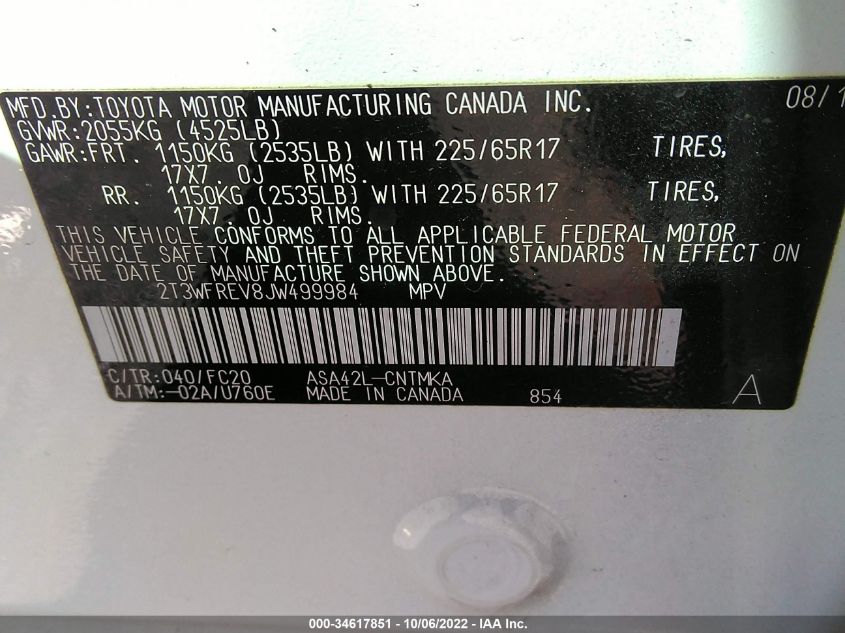 MFD.BY:TOYOTA MOTOR MANUFACTURING CANADA INC. 08/1
GVWR:2055KG (4525LB)
GAWR:FRT. 1150KG (2535LB) WITH 225/65R17 TIRES,
17X7.0J RIMS.
RR. 1150KG (2535LB) WITH 225/65R17 TIRES,
17X7.0J RIMS.
THIS VEHICLE CONFORMS TO ALL APPLICABLE FEDERAL MOTOR
VEHICLE SAFETY AND THEFT PREVENTION STANDARDS IN EFFECT ON
THE DATE OF MANUFACTURE SHOWN ABOVE.
2T3WFREV8JW499984 MPV
C/TR:040/FC20 ASA42L-CNTMKA
A/TM:-02A/U760E MADE IN CANADA 854 A
000-34617851 - 10/06/2022 - IAA Inc.